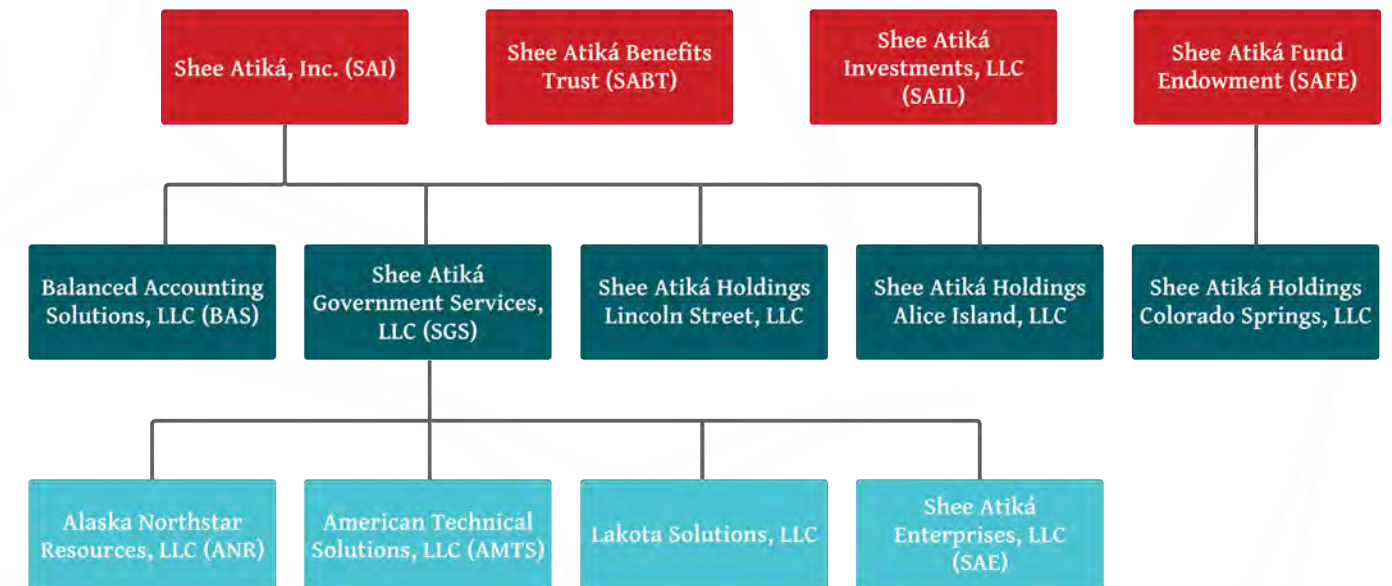 Shee Atiká, Inc. (SAI)
Shee Atiká Benefits
Trust (SABT)
Shee Atiká
Investments, LLC
(SAIL)
Shee Atiká Fund
Endowment (SAFE)
Balanced Accounting
Solutions, LLC (BAS)
Shee Atiká
Government Services,
LLC (SGS)
Shee Atiká Holdings
Lincoln Street, LLC
Shee Atiká Holdings
Alice Island, LLC
Shee Atiká Holdings
Colorado Springs, LLC
Alaska Northstar
Resources, LLC (ANR)
American Technical
Solutions, LLC (AMTS)
Lakota Solutions, LLC
Shee Atiká
Enterprises, LLC
(SAE)